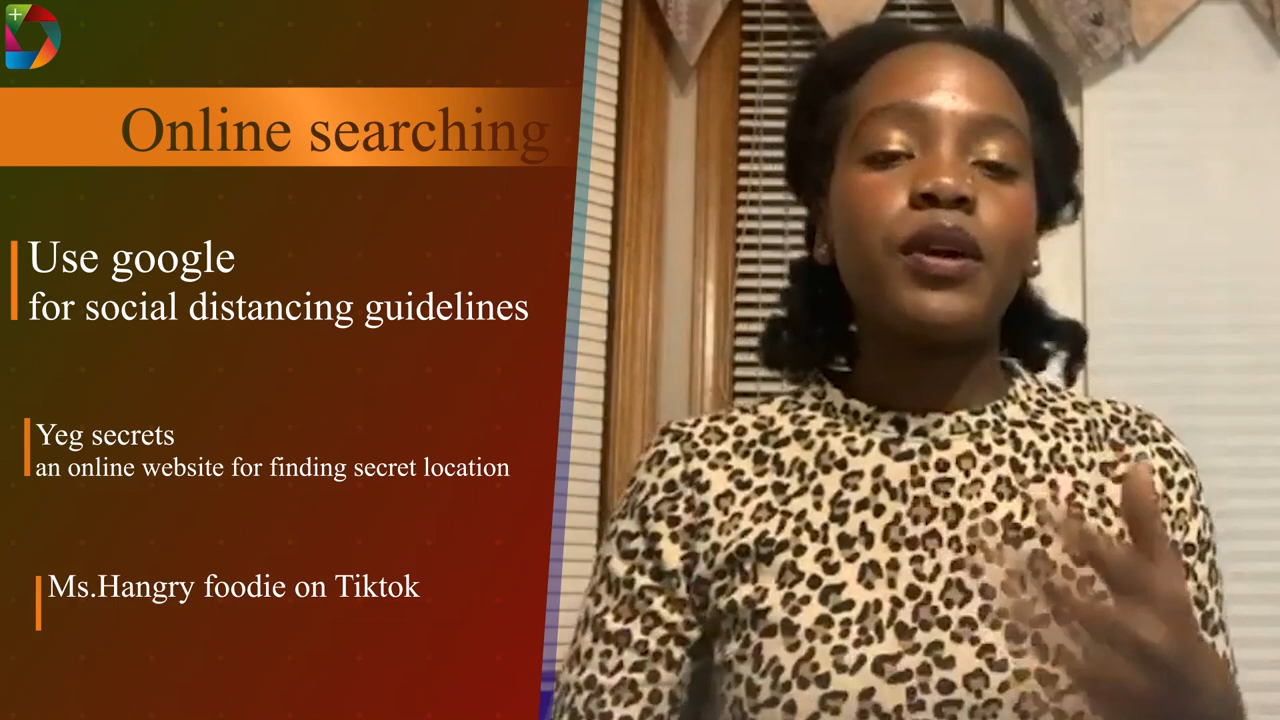 Online searching
Use google
for social distancing guidelines
Yeg secrets
an online website for finding secret location
Ms.Hangry foodie on Tiktok